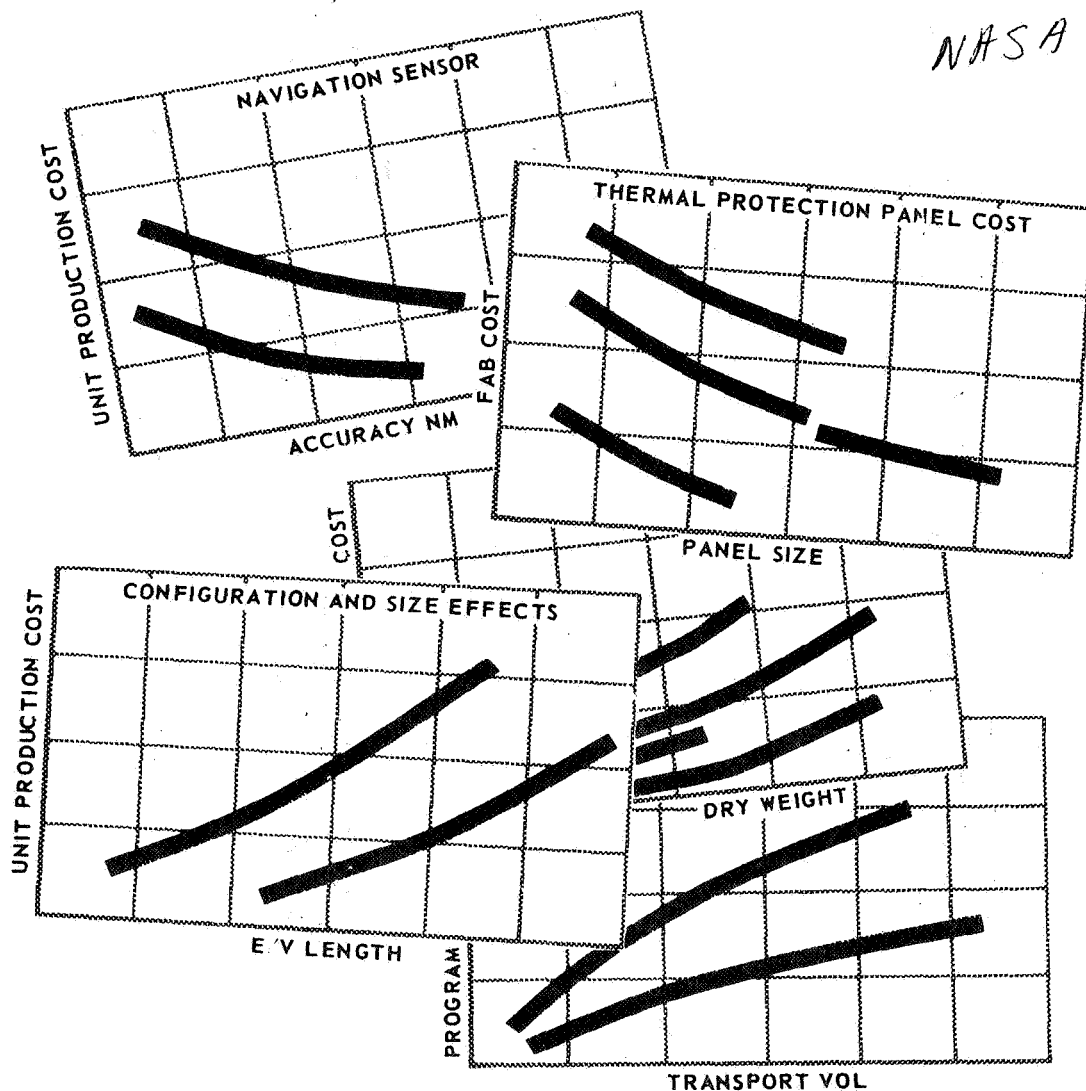 NASA
NAVIGATION SENSOR
UNIT PRODUCTION COST
ACCURACY NM
THERMAL PROTECTION PANEL COST
FAB COST
PANEL SIZE
COST
DRY WEIGHT
CONFIGURATION AND SIZE EFFECTS
UNIT PRODUCTION COST
E/V LENGTH
PROGRAM
TRANSPORT VOL